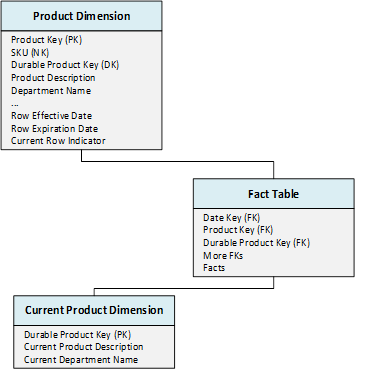 Product Dimension
Product Key (PK)
SKU (NK)
Durable Product Key (DK)
Product Description
Department Name
...
Row Effective Date
Row Expiration Date
Current Row Indicator
Fact Table
Date Key (FK)
Product Key (FK)
Durable Product Key (FK)
More FKs
Facts
Current Product Dimension
Durable Product Key (PK)
Current Product Description
Current Department Name